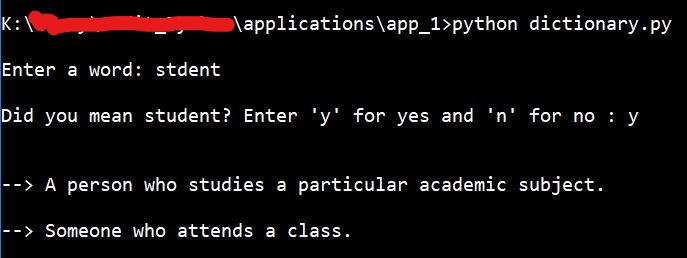 K:\ \applications\app_1>python dictionary.py
Enter a word: stdent
Did you mean student? Enter 'y' for yes and 'n' for no : y
--> A person who studies a particular academic subject.
--> Someone who attends a class.